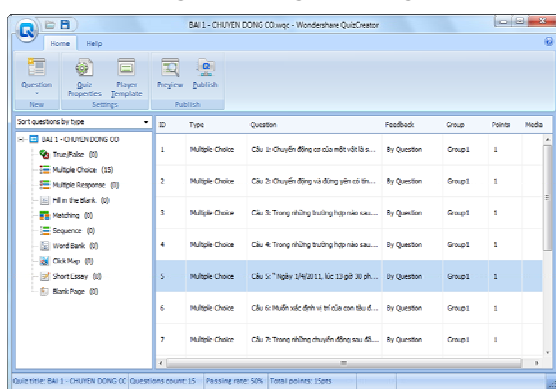 BAI 1 - CHUYEN DONG CO.wqc - Wondershare QuizCreator
Home Help
Question
Quiz Properties
Player Template
Preview
Publish
New Settings Publish
Sort questions by type
ID Type Question Feedback Group Points Media
BAI 1 - CHUYEN DONG CO
True/False (0)
Multiple Choice (15)
Multiple Response (0)
Fill in the Blank (0)
Matching (0)
Sequence (0)
Word Bank (0)
Click Map (0)
Short Essay (0)
Blank Page (0)
1 Multiple Choice Câu 1: Chuyển động cơ của một vật là s... By Question Group1 1
2 Multiple Choice Câu 2: Chuyển động và đứng yên có tín... By Question Group1 1
3 Multiple Choice Câu 3: Trong những trường hợp nào sau... By Question Group1 1
4 Multiple Choice Câu 4: Trong những trường hợp nào sau... By Question Group1 1
5 Multiple Choice Câu 5: " Ngày 1/4/2011, lúc 13 giờ 30 ph... By Question Group1 1
6 Multiple Choice Câu 6: Muốn xác định vị trí của con tàu đ... By Question Group1 1
7 Multiple Choice Câu 7: Trong những chuyển động sau đâ... By Question Group1 1
Quiz title: BAI 1 - CHUYEN DONG CO Questions count: 15 Passing rate: 50% Total points: 15pts